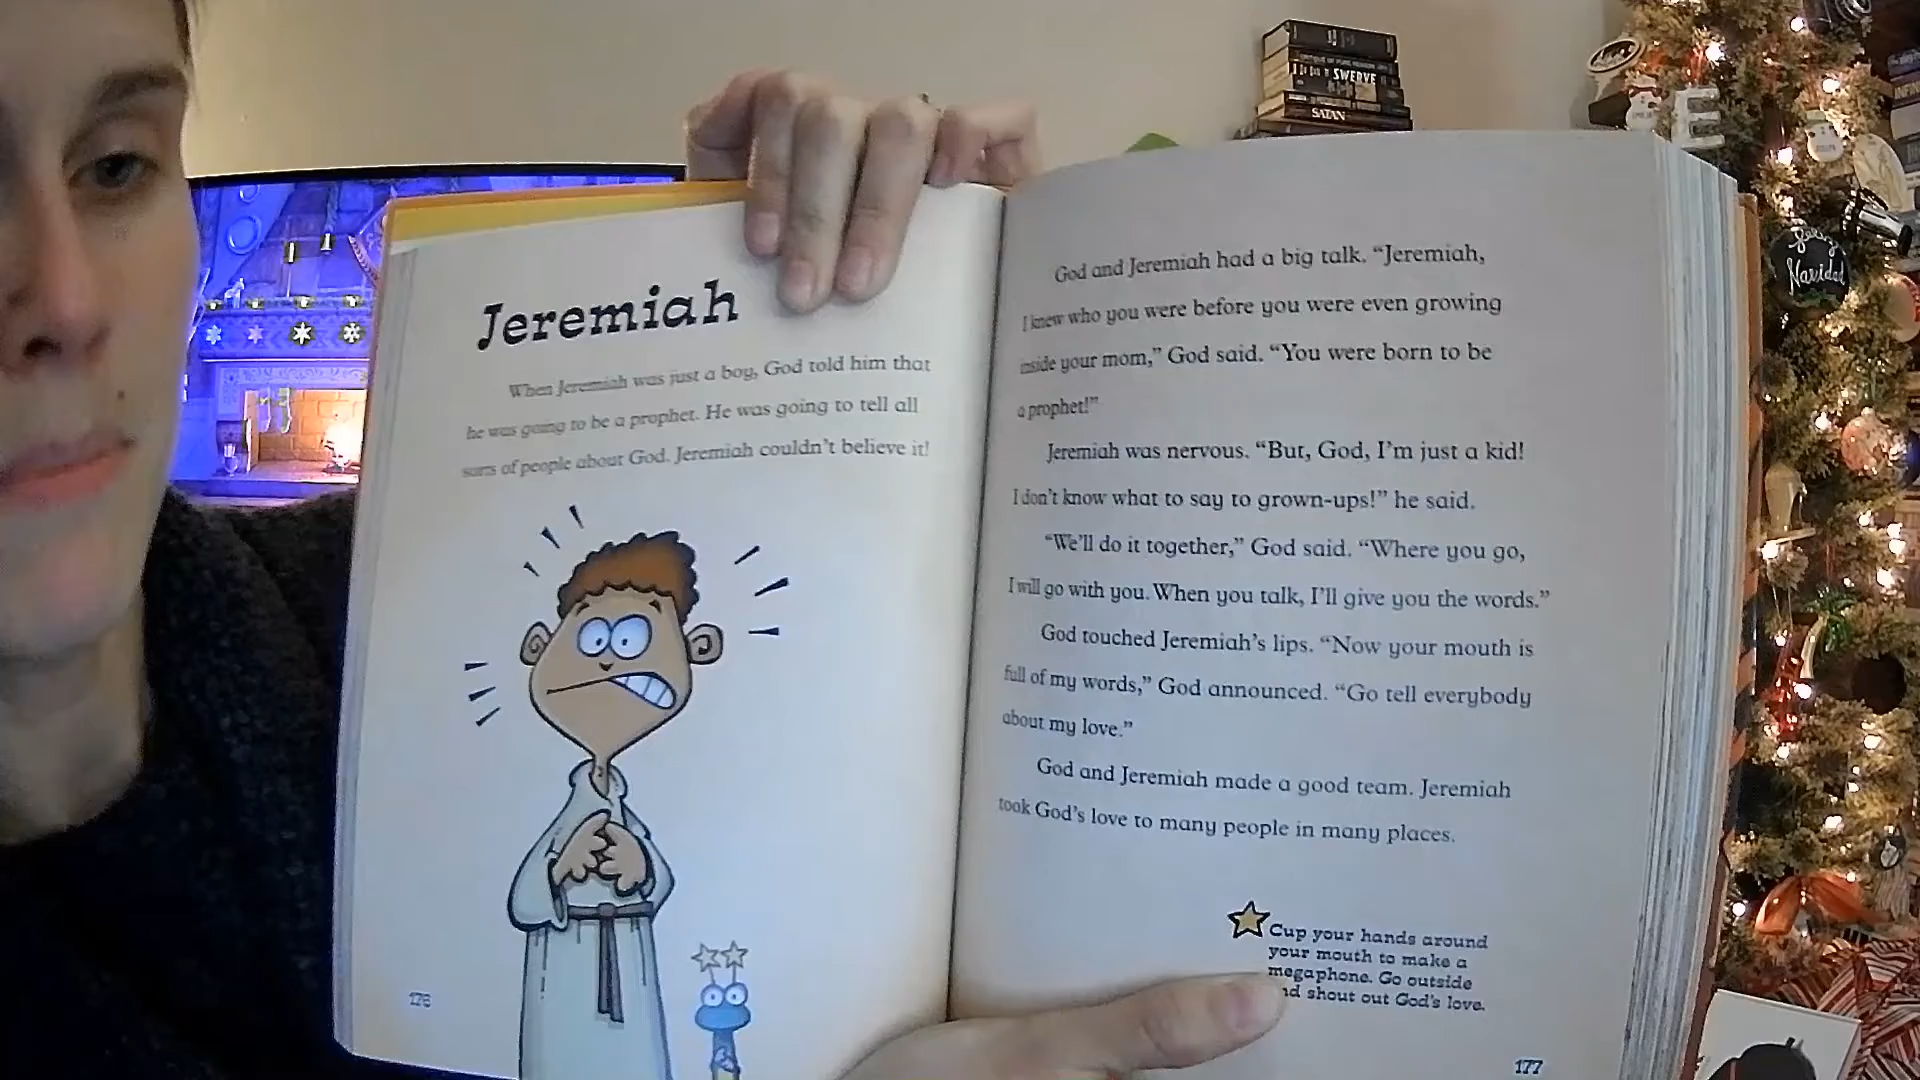 Jeremiah
When Jeremiah was just a boy, God told him that
he was going to be a prophet. He was going to tell all
sorts of people about God. Jeremiah couldn't believe it!
176
God and Jeremiah had a big talk. "Jeremiah,
I knew who you were before you were even growing
inside your mom," God said. "You were born to be
a prophet!"
Jeremiah was nervous. "But, God, I'm just a kid!
I don't know what to say to grown-ups!" he said.
"We'll do it together," God said. "Where you go,
I will go with you. When you talk, I'll give you the words."
God touched Jeremiah's lips. "Now your mouth is
full of my words," God announced. "Go tell everybody
about my love."
God and Jeremiah made a good team. Jeremiah
took God's love to many people in many places.
Cup your hands around
your mouth to make a
megaphone. Go outside
nd shout out God's love.
177
SWERVE
SATAN
E
Navidad